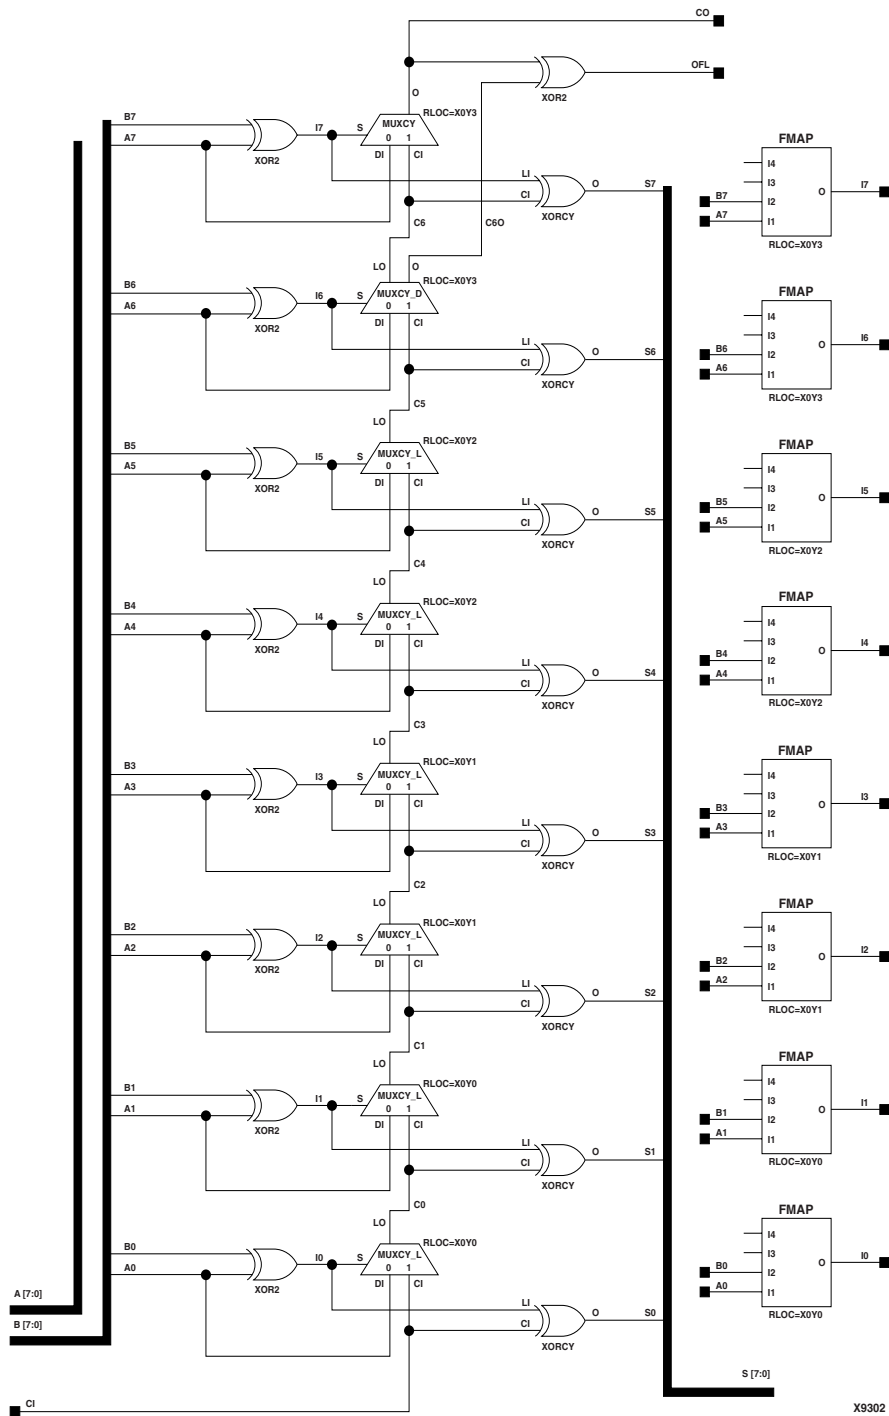 CO
OFL
XOR2
O
RLOC=X0Y3
B7
A7
XOR2
I7
S
MUXCY
0 1
DI
CI
LI
CI
XORCY
O
S7
C6
C6O
LO
O
RLOC=X0Y3
B6
A6
XOR2
I6
S
MUXCY_D
0 1
DI
CI
LI
CI
XORCY
O
S6
C5
LO
RLOC=X0Y2
B5
A5
XOR2
I5
S
MUXCY_L
0 1
DI
CI
LI
CI
XORCY
O
S5
C4
LO
RLOC=X0Y2
B4
A4
XOR2
I4
S
MUXCY_L
0 1
DI
CI
LI
CI
XORCY
O
S4
C3
LO
RLOC=X0Y1
B3
A3
XOR2
I3
S
MUXCY_L
0 1
DI
CI
LI
CI
XORCY
O
S3
C2
LO
RLOC=X0Y1
B2
A2
XOR2
I2
S
MUXCY_L
0 1
DI
CI
LI
CI
XORCY
O
S2
C1
LO
RLOC=X0Y0
B1
A1
XOR2
I1
S
MUXCY_L
0 1
DI
CI
LI
CI
XORCY
O
S1
C0
LO
RLOC=X0Y0
B0
A0
XOR2
I0
S
MUXCY_L
0 1
DI
CI
LI
CI
XORCY
O
S0
A [7:0]
B [7:0]
CI
S [7:0]
FMAP
I4
I3
B7 I2
A7 I1
O I7
RLOC=X0Y3
FMAP
I4
I3
B6 I2
A6 I1
O I6
RLOC=X0Y3
FMAP
I4
I3
B5 I2
A5 I1
O I5
RLOC=X0Y2
FMAP
I4
I3
B4 I2
A4 I1
O I4
RLOC=X0Y2
FMAP
I4
I3
B3 I2
A3 I1
O I3
RLOC=X0Y1
FMAP
I4
I3
B2 I2
A2 I1
O I2
RLOC=X0Y1
FMAP
I4
I3
B1 I2
A1 I1
O I1
RLOC=X0Y0
FMAP
I4
I3
B0 I2
A0 I1
O I0
RLOC=X0Y0
X9302